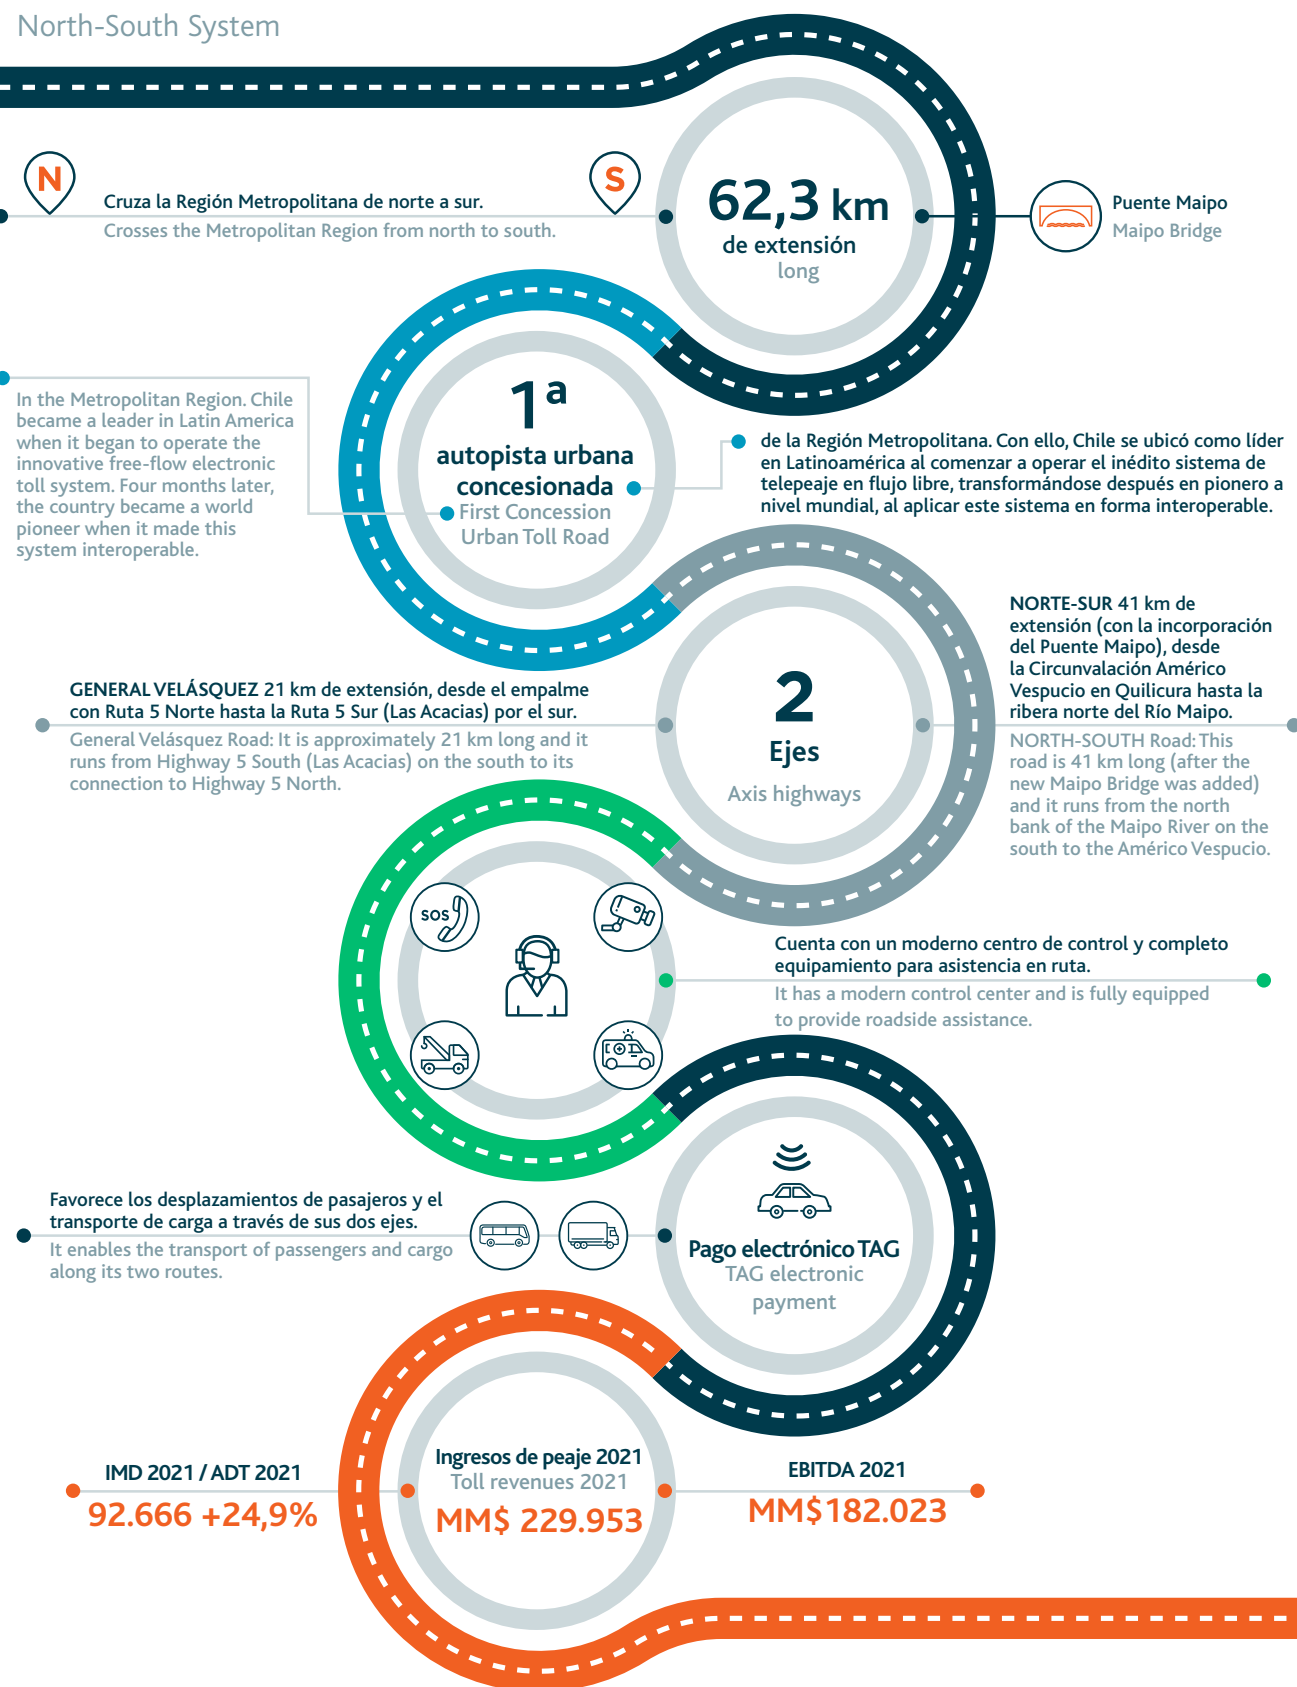 North-South System
N
S
Cruza la Región Metropolitana de norte a sur.
Crosses the Metropolitan Region from north to south.
62,3 km
de extensión
long
Puente Maipo
Maipo Bridge
In the Metropolitan Region. Chile
became a leader in Latin America
when it began to operate the
innovative free-flow electronic
toll system. Four months later,
the country became a world
pioneer when it made this
system interoperable.
1ª
autopista urbana
concesionada
First Concession
Urban Toll Road
de la Región Metropolitana. Con ello, Chile se ubicó como líder
en Latinoamérica al comenzar a operar el inédito sistema de
telepeaje en flujo libre, transformándose después en pionero a
nivel mundial, al aplicar este sistema en forma interoperable.
GENERAL VELÁSQUEZ 21 km de extensión, desde el empalme
con Ruta 5 Norte hasta la Ruta 5 Sur (Las Acacias) por el sur.
General Velásquez Road: It is approximately 21 km long and it
runs from Highway 5 South (Las Acacias) on the south to its
connection to Highway 5 North.
2
Ejes
Axis highways
NORTE-SUR 41 km de
extensión (con la incorporación
del Puente Maipo), desde
la Circunvalación Américo
Vespucio en Quilicura hasta la
ribera norte del Río Maipo.
NORTH-SOUTH Road: This
road is 41 km long (after the
new Maipo Bridge was added)
and it runs from the north
bank of the Maipo River on the
south to the Américo Vespucio.
SOS
Cuenta con un moderno centro de control y completo
equipamiento para asistencia en ruta.
It has a modern control center and is fully equipped
to provide roadside assistance.
Favorece los desplazamientos de pasajeros y el
transporte de carga a través de sus dos ejes.
It enables the transport of passengers and cargo
along its two routes.
Pago electrónico TAG
TAG electronic
payment
IMD 2021 / ADT 2021
92.666 +24,9%
Ingresos de peaje 2021
Toll revenues 2021
MM$ 229.953
EBITDA 2021
MM$182.023